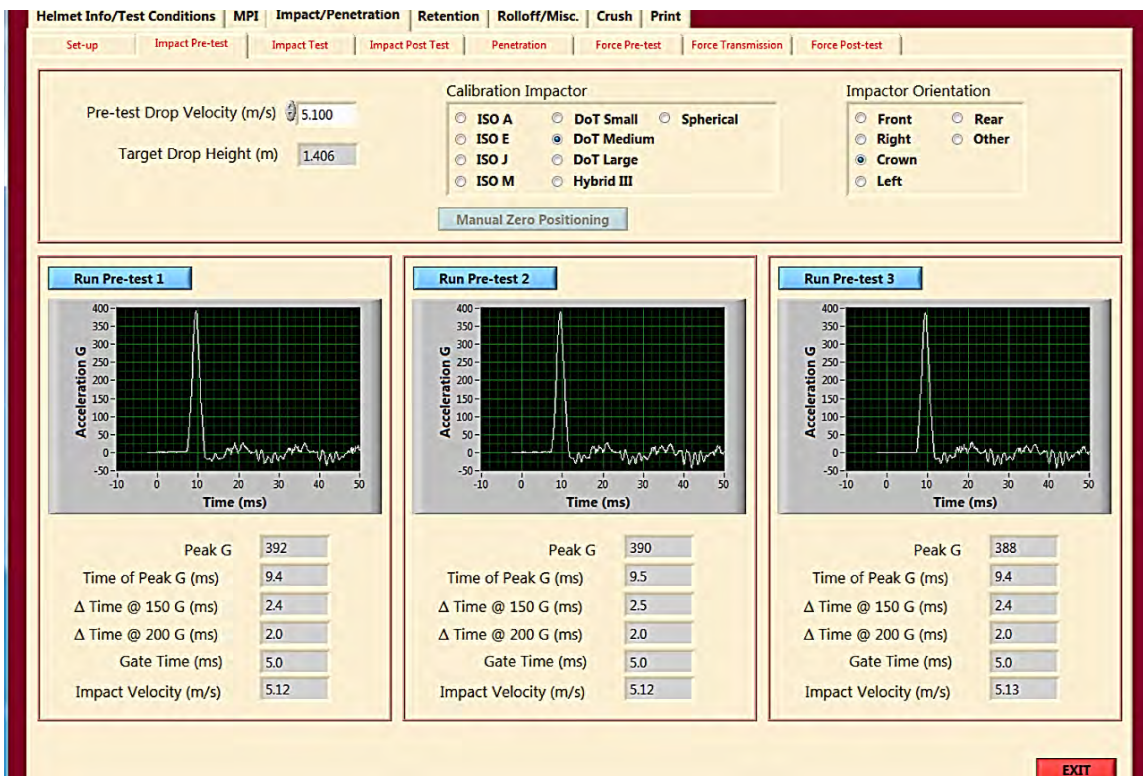 Helmet Info/Test Conditions MPI Impact/Penetration Retention Rolloff/Misc. Crush Print
Set-up Impact Pre-test Impact Test Impact Post Test Penetration Force Pre-test Force Transmission Force Post-test
Pre-test Drop Velocity (m/s) 5.100
Target Drop Height (m) 1.406
Calibration Impactor
ISO A DoT Small Spherical
ISO E DoT Medium
ISO J DoT Large
ISO M Hybrid III
Manual Zero Positioning
Impactor Orientation
Front Rear
Right Other
Crown
Left
Run Pre-test 1
Acceleration G
400
350
300
250
200
150
100
50
0
-50
-10 0 10 20 30 40 50
Time (ms)
Peak G 392
Time of Peak G (ms) 9.4
Δ Time @ 150 G (ms) 2.4
Δ Time @ 200 G (ms) 2.0
Gate Time (ms) 5.0
Impact Velocity (m/s) 5.12
Run Pre-test 2
Acceleration G
400
350
300
250
200
150
100
50
0
-50
-10 0 10 20 30 40 50
Time (ms)
Peak G 390
Time of Peak G (ms) 9.5
Δ Time @ 150 G (ms) 2.5
Δ Time @ 200 G (ms) 2.0
Gate Time (ms) 5.0
Impact Velocity (m/s) 5.12
Run Pre-test 3
Acceleration G
400
350
300
250
200
150
100
50
0
-50
-10 0 10 20 30 40 50
Time (ms)
Peak G 388
Time of Peak G (ms) 9.4
Δ Time @ 150 G (ms) 2.4
Δ Time @ 200 G (ms) 2.0
Gate Time (ms) 5.0
Impact Velocity (m/s) 5.13
EXIT